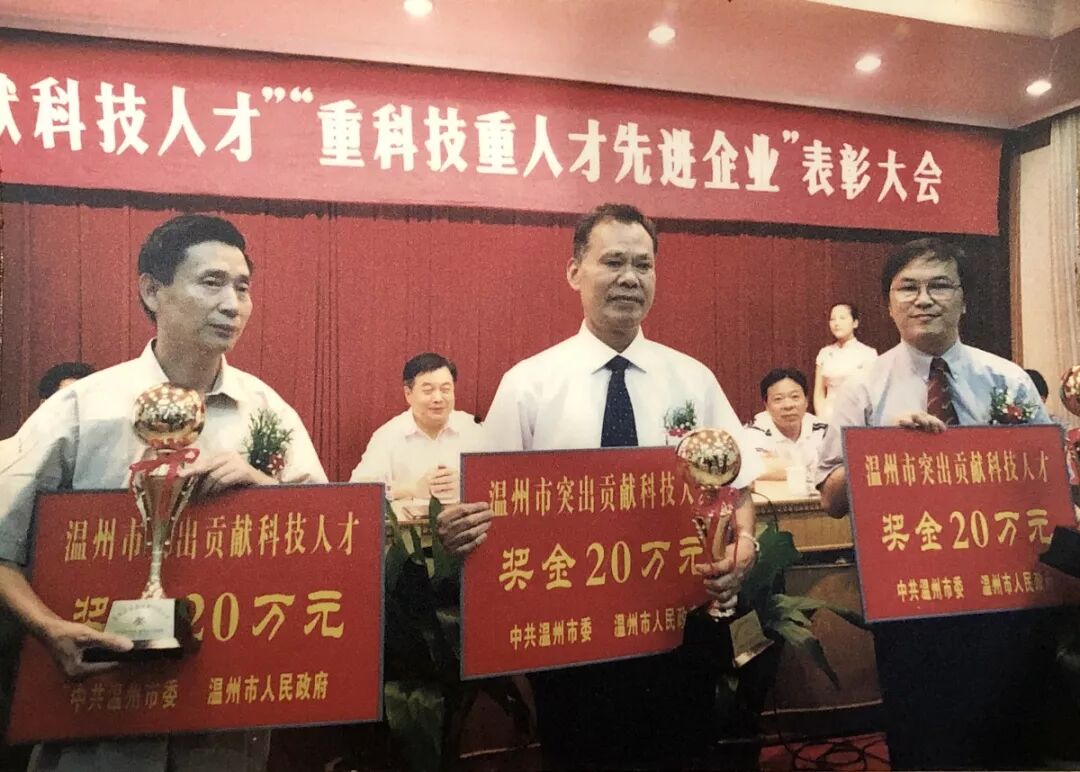 献科技人才”“重科技重人才先进企业”表彰大会
温州市 出贡献科技人才
奖 20万元
中共温州市委 温州市人民政府
温州市突出贡献科技人
奖金20万元
中共温州市委 温州市人民政
温州市突出贡献科技人才
奖金20万元
中共温州市委 温州市人民政府